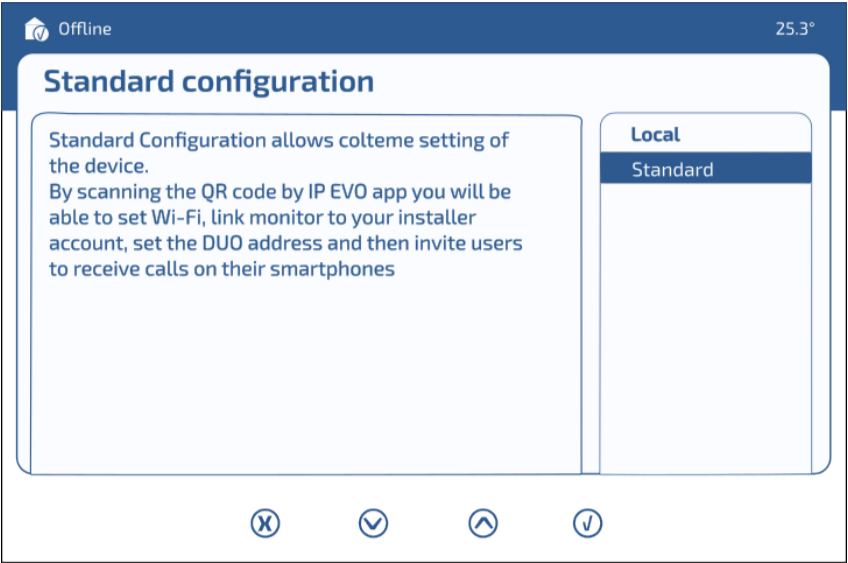 Offline
25.3°
Standard configuration
Standard Configuration allows colteme setting of
the device.
By scanning the QR code by IP EVO app you will be
able to set Wi-Fi, link monitor to your installer
account, set the DUO address and then invite users
to receive calls on their smartphones
Local
Standard